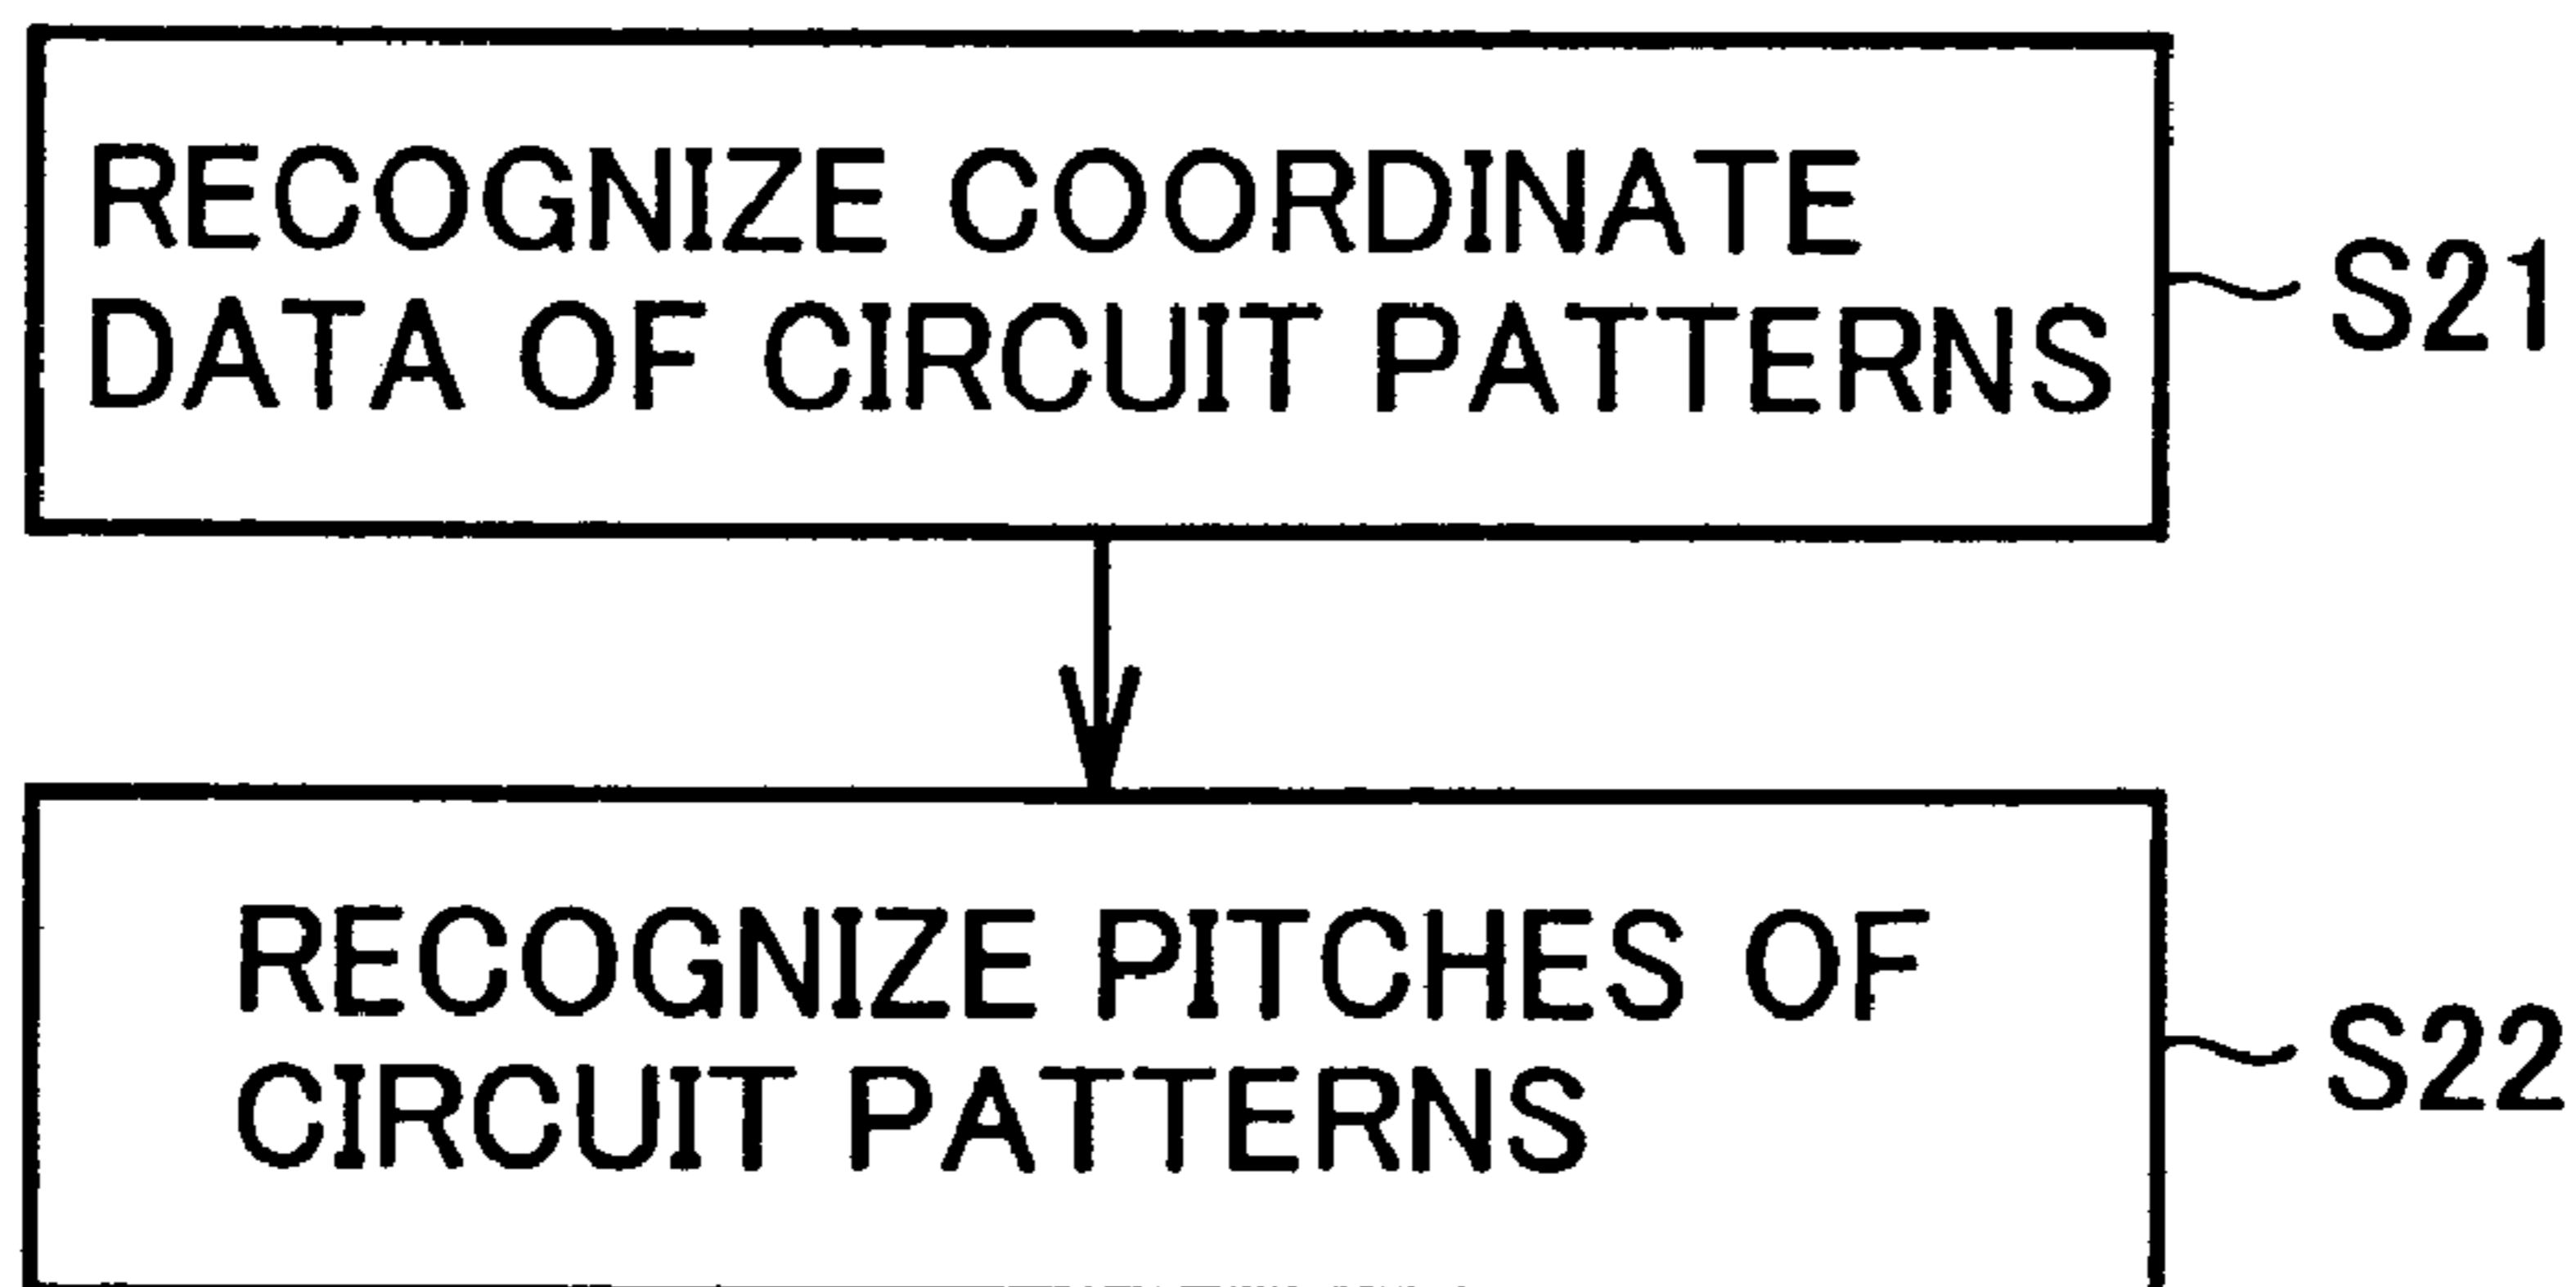 RECOGNIZE COORDINATE
DATA OF CIRCUIT PATTERNS
S21
RECOGNIZE PITCHES OF
CIRCUIT PATTERNS
S22